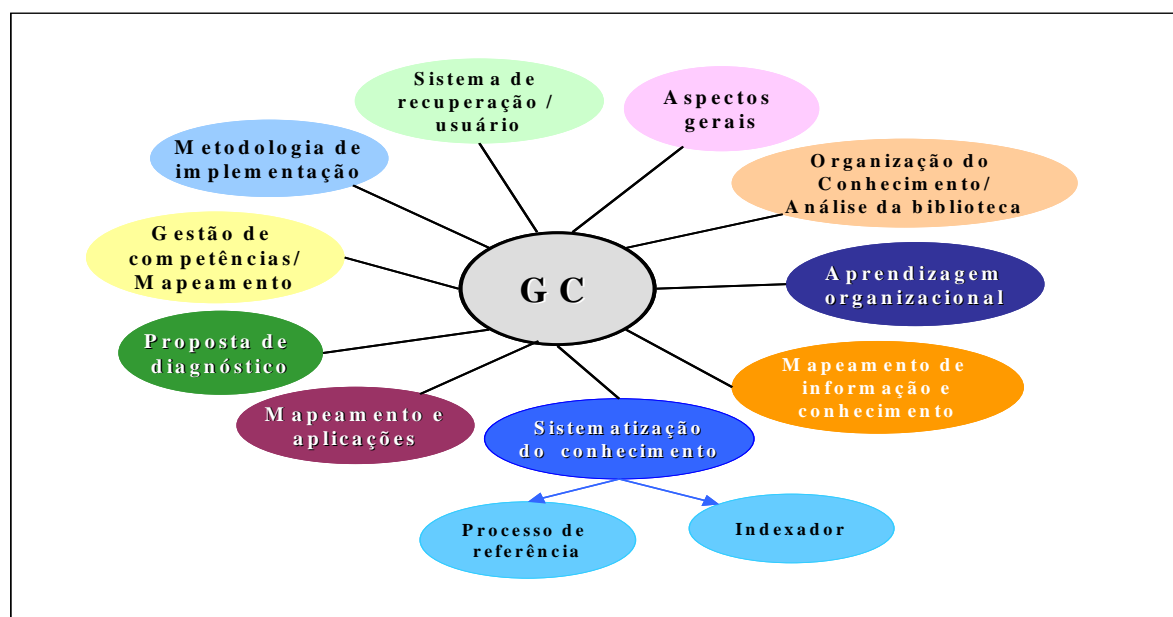 Sistema de
recuperação /
usuário
Aspectos
gerais
Metodologia de
implementação
Organização do
Conhecimento/
Análise da biblioteca
Gestão de
competências/
Mapeamento
GC
Aprendizagem
organizacional
Proposta de
diagnóstico
Mapeamento de
informação e
conhecimento
Mapeamento e
aplicações
Sistematização
do conhecimento
Processo de
referência
Indexador